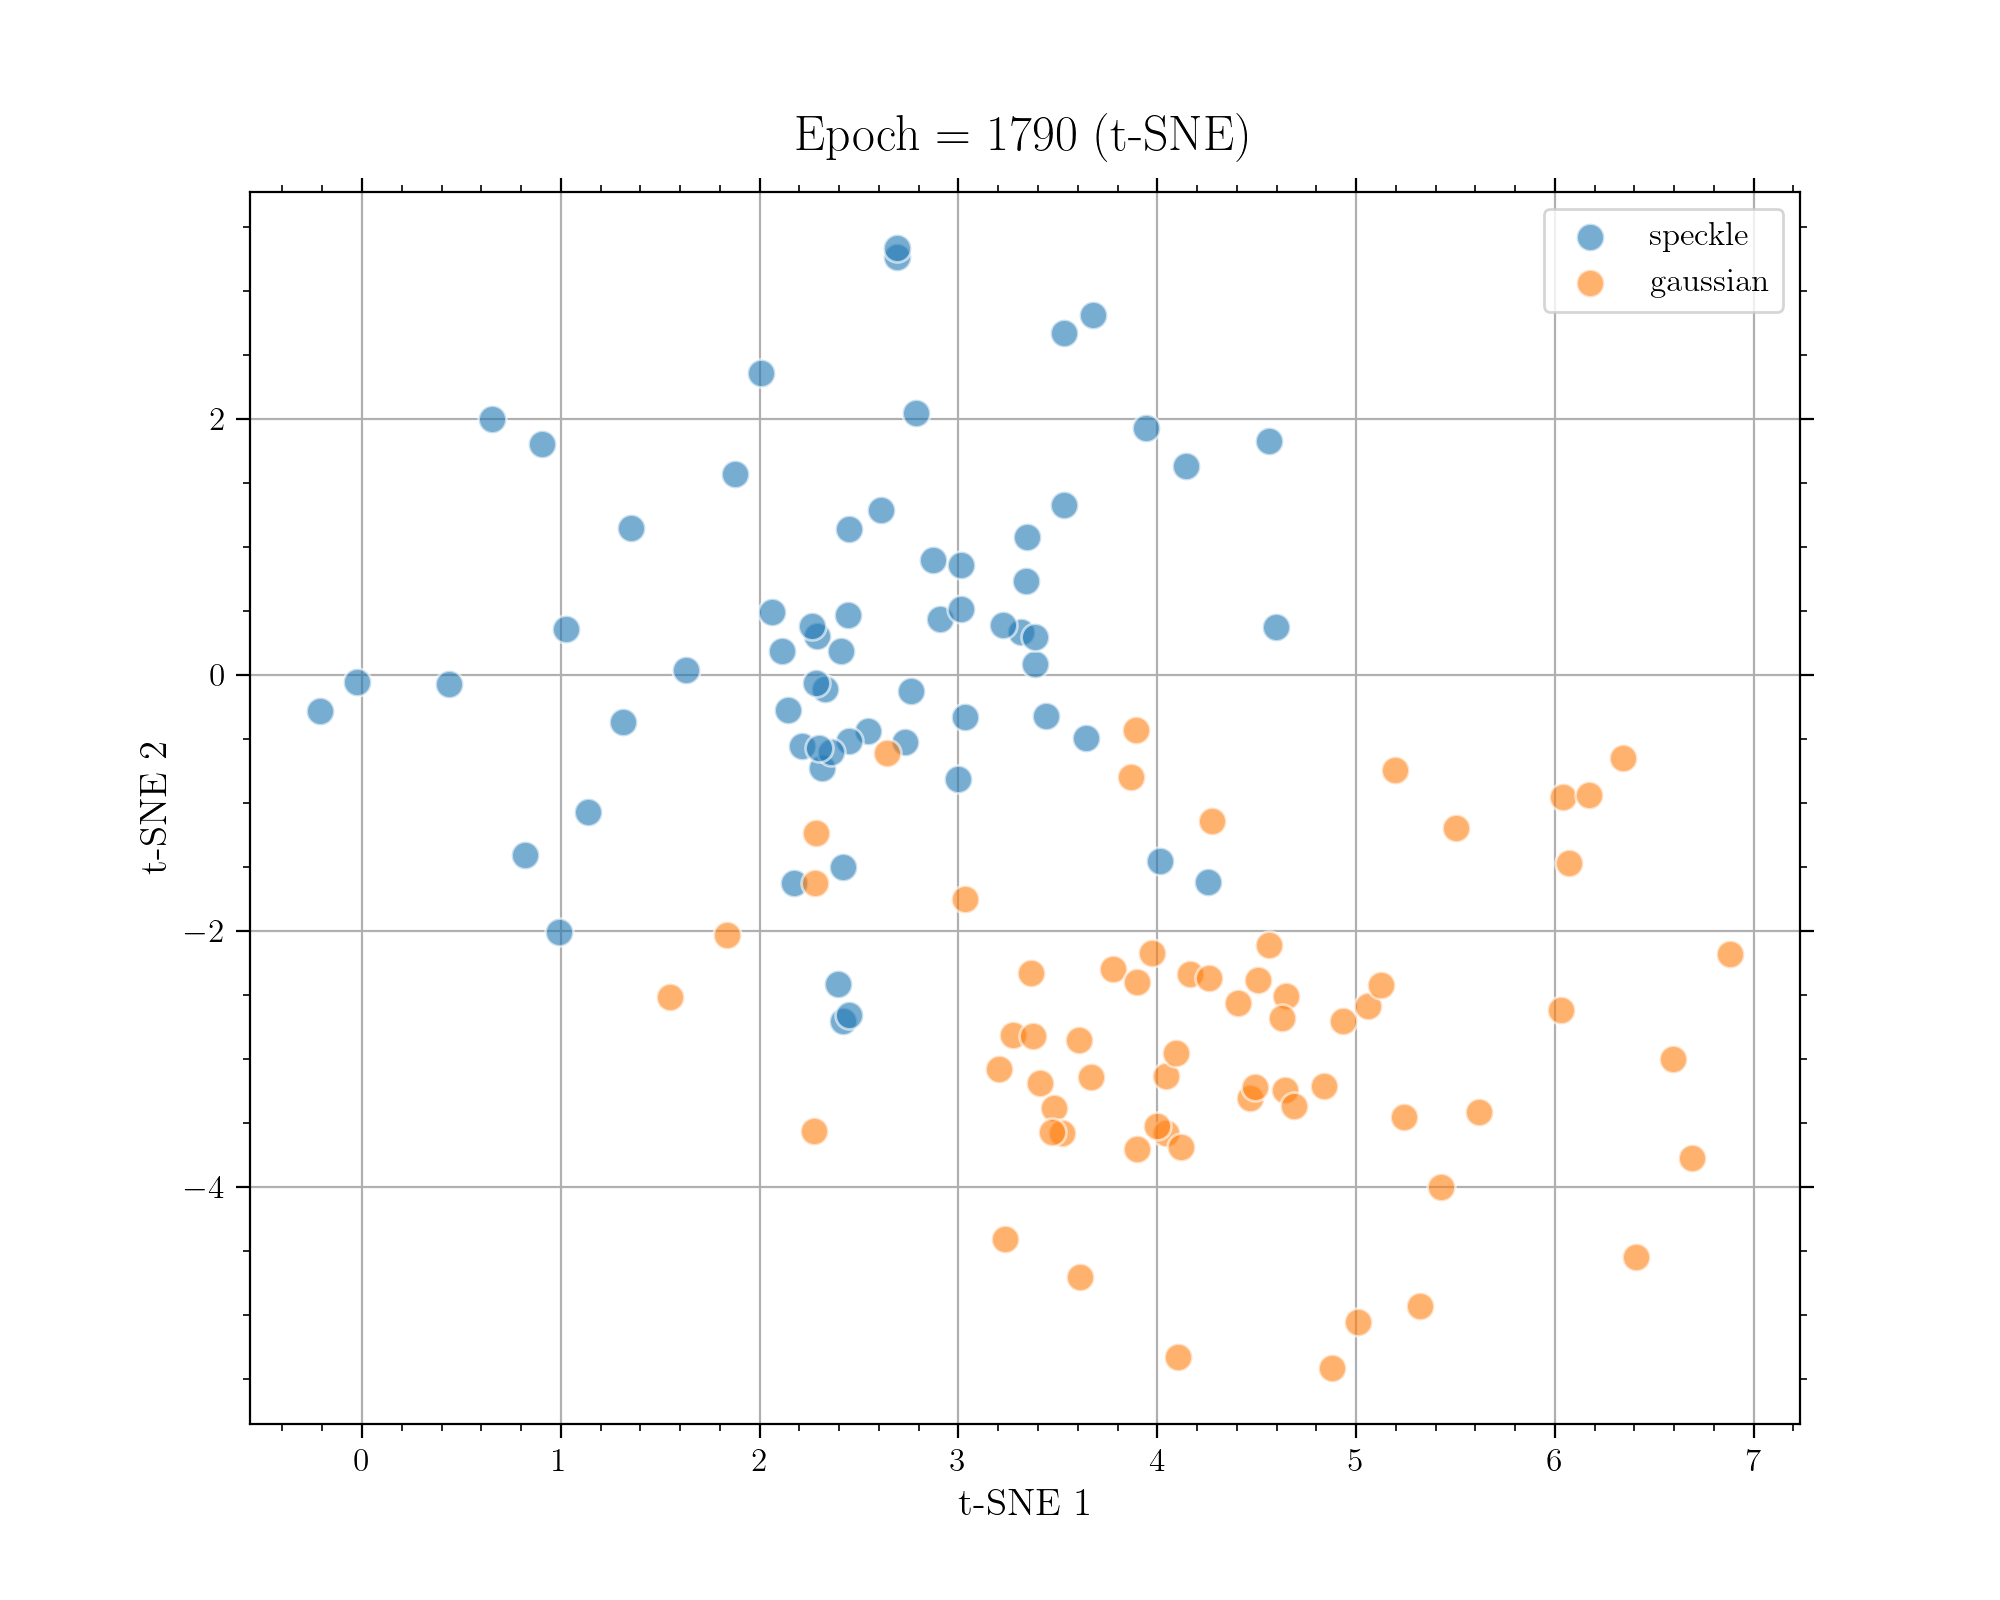 Epoch = 1790 (t-SNE)
speckle
gaussian
2
0
−2
−4
t-SNE 2
0 1 2 3 4 5 6 7
t-SNE 1